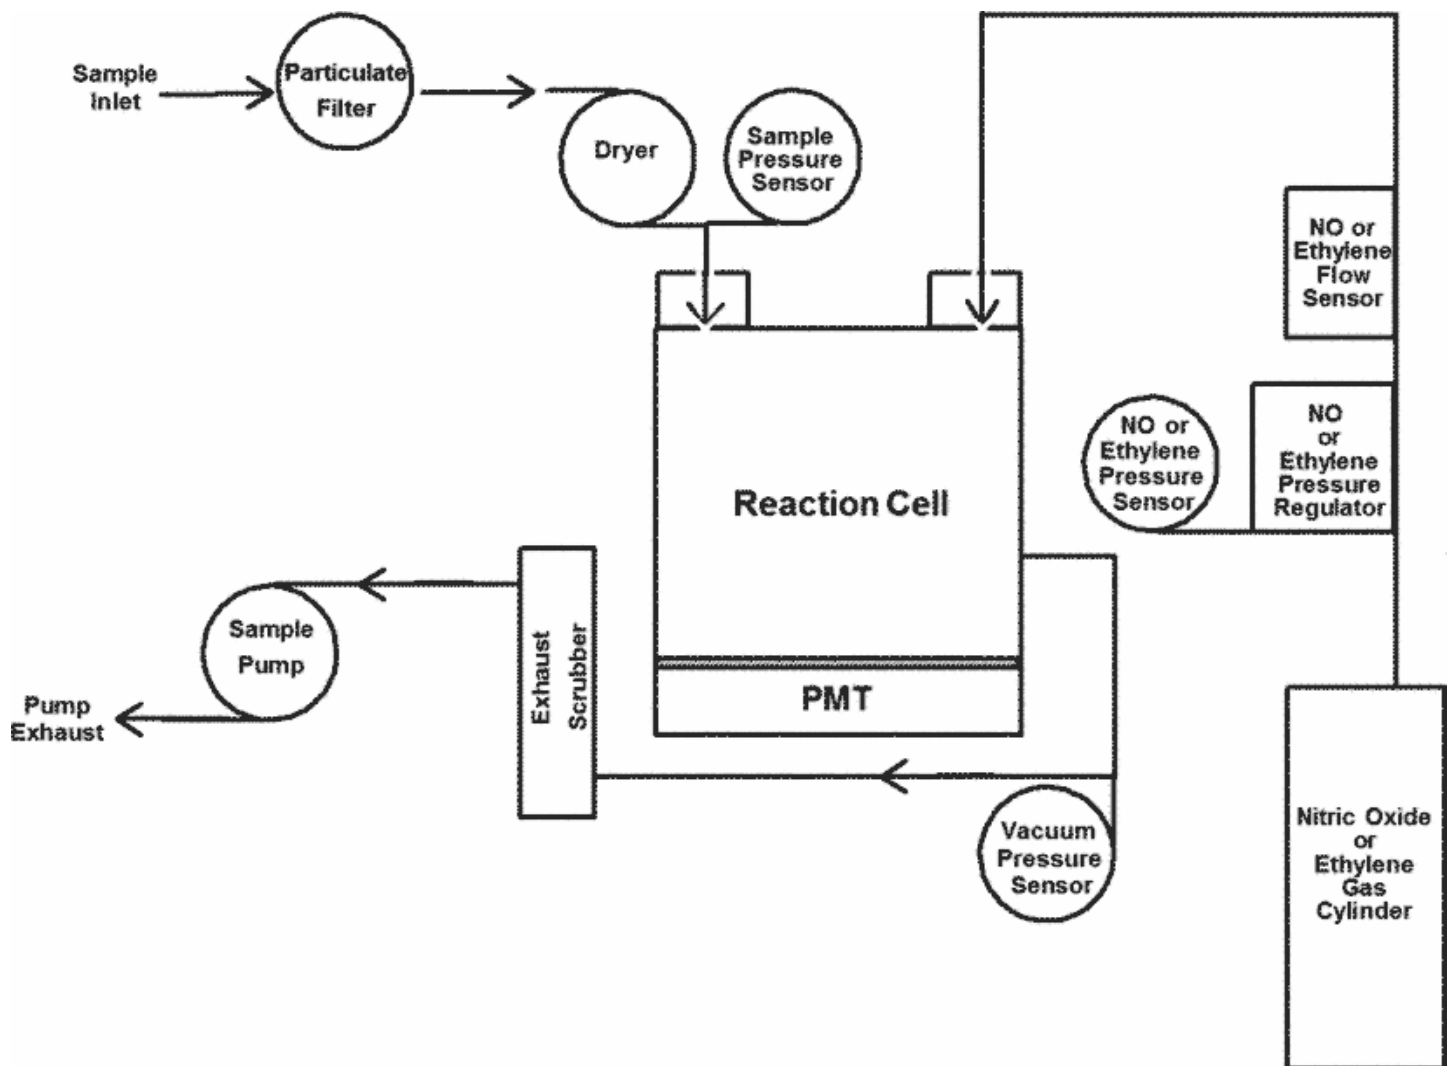 Sample
Inlet
Particulate
Filter
Dryer
Sample
Pressure
Sensor
NO or
Ethylene
Flow
Sensor
NO or
Ethylene
Pressure
Sensor
NO
or
Ethylene
Pressure
Regulator
Reaction Cell
PMT
Exhaust
Scrubber
Sample
Pump
Pump
Exhaust
Vacuum
Pressure
Sensor
Nitric Oxide
or
Ethylene
Gas
Cylinder